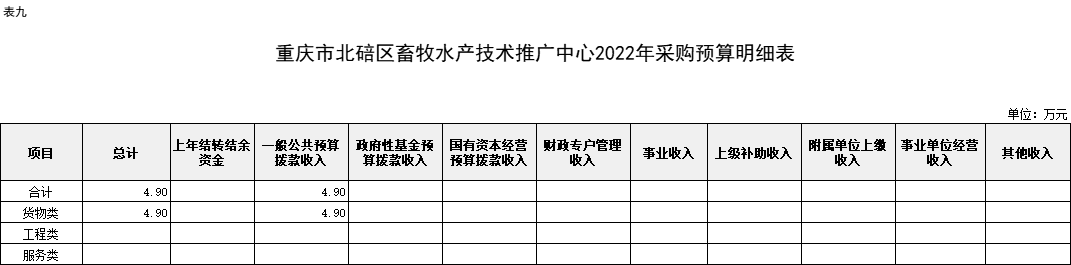 表九
重庆市北碚区畜牧水产技术推广中心2022年采购预算明细表
单位：万元
项目 总计 上年结转结余资金 一般公共预算拨款收入 政府性基金预算拨款收入 国有资本经营预算拨款收入 财政专户管理收入 事业收入 上级补助收入 附属单位上缴收入 事业单位经营收入 其他收入
合计 4.90 4.90
货物类 4.90 4.90
工程类
服务类